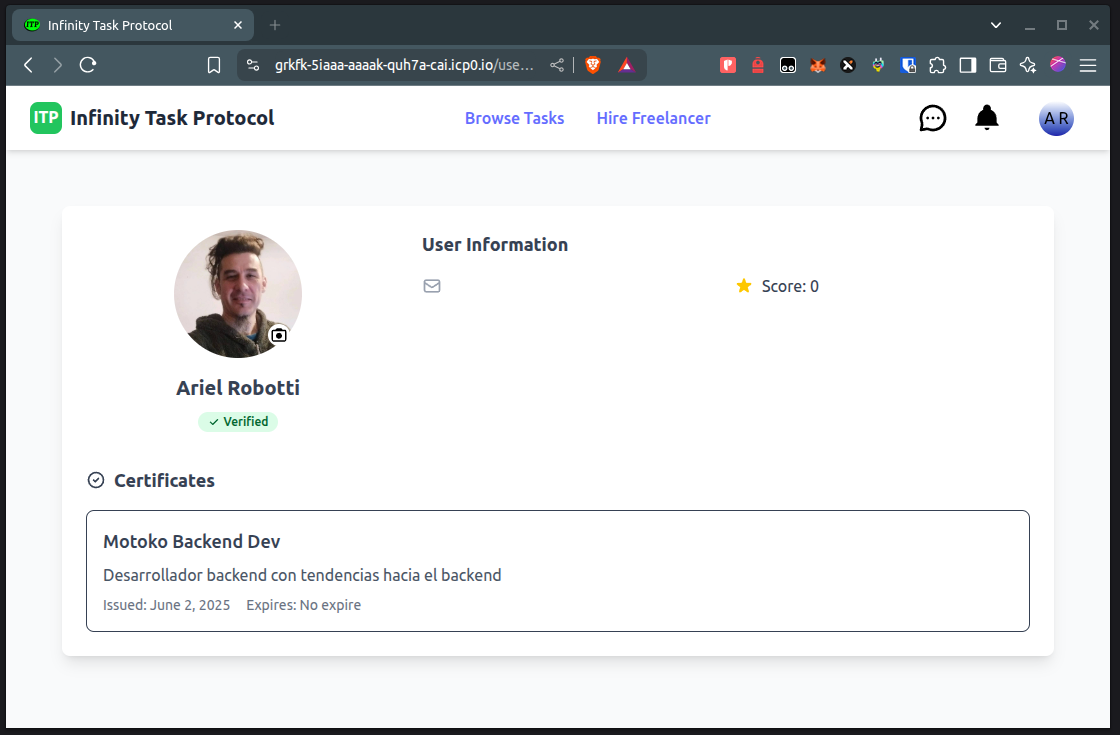 ITP Infinity Task Protocol
grkfk-5iaaa-aaaak-quh7a-cai.icp0.io/use...
ITP Infinity Task Protocol Browse Tasks Hire Freelancer A R
User Information
Score: 0
Ariel Robotti
Verified
Certificates
Motoko Backend Dev
Desarrollador backend con tendencias hacia el backend
Issued: June 2, 2025 Expires: No expire